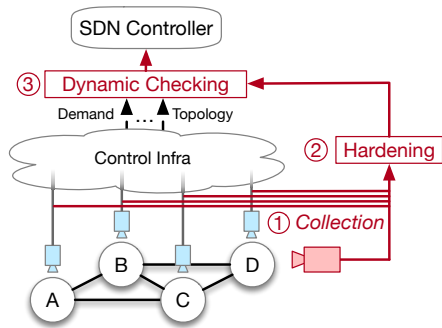 SDN Controller
③ Dynamic Checking
Demand ... Topology
Control Infra
② Hardening
① Collection
B
D
A
C